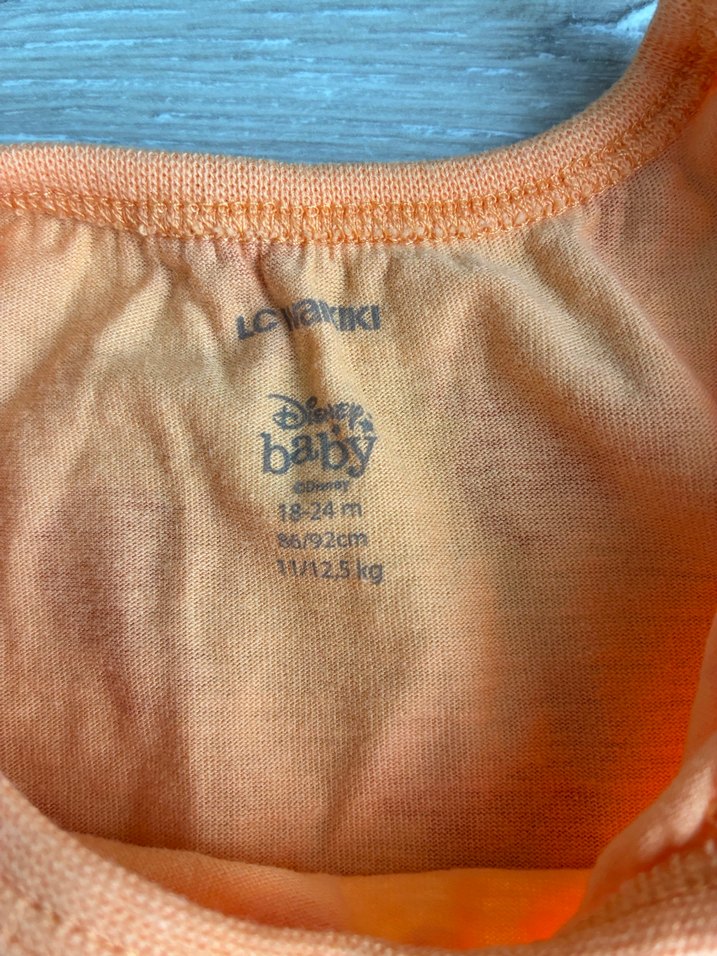 LC WAIKIKI
Disney
baby
©Disney
18-24 m
86/92cm
11/12,5 kg